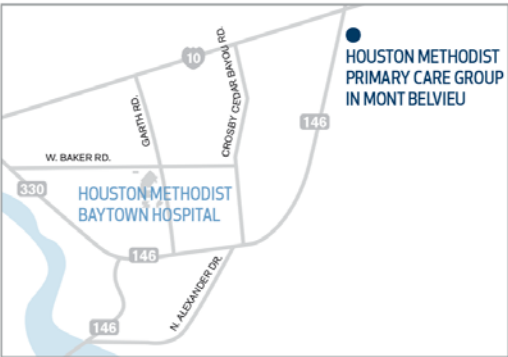 HOUSTON METHODIST
PRIMARY CARE GROUP
IN MONT BELVIEU
10
GARTH RD.
CROSBY CEDAR BAYOU RD.
146
W. BAKER RD.
330
HOUSTON METHODIST
BAYTOWN HOSPITAL
146
N. ALEXANDER DR.
146